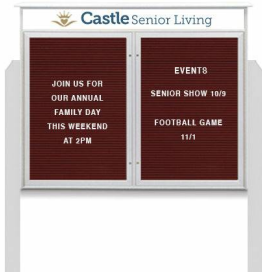 Castle Senior Living
JOIN US FOR
OUR ANNUAL
FAMILY DAY
THIS WEEKEND
AT 2PM
EVENT8
SENIOR SHOW 10/9
FOOTBALL GAME
11/1